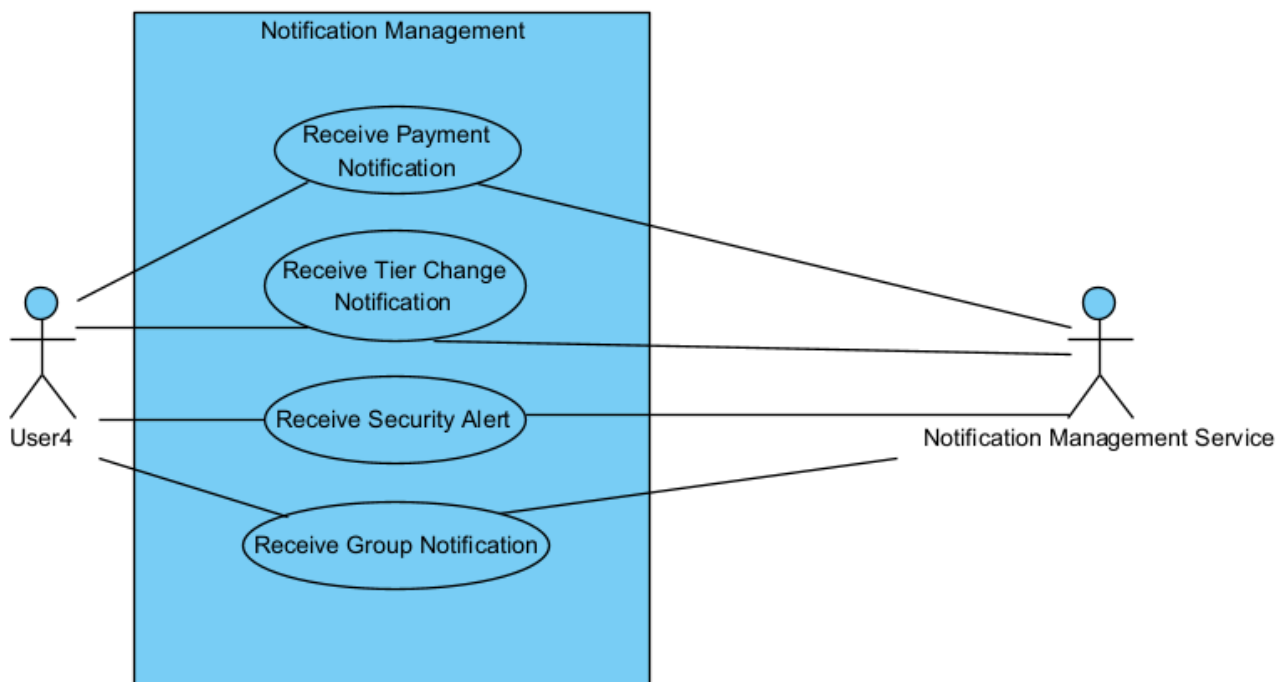 Notification Management
Receive Payment
Notification
Receive Tier Change
Notification
Receive Security Alert
User4
Notification Management Service
Receive Group Notification